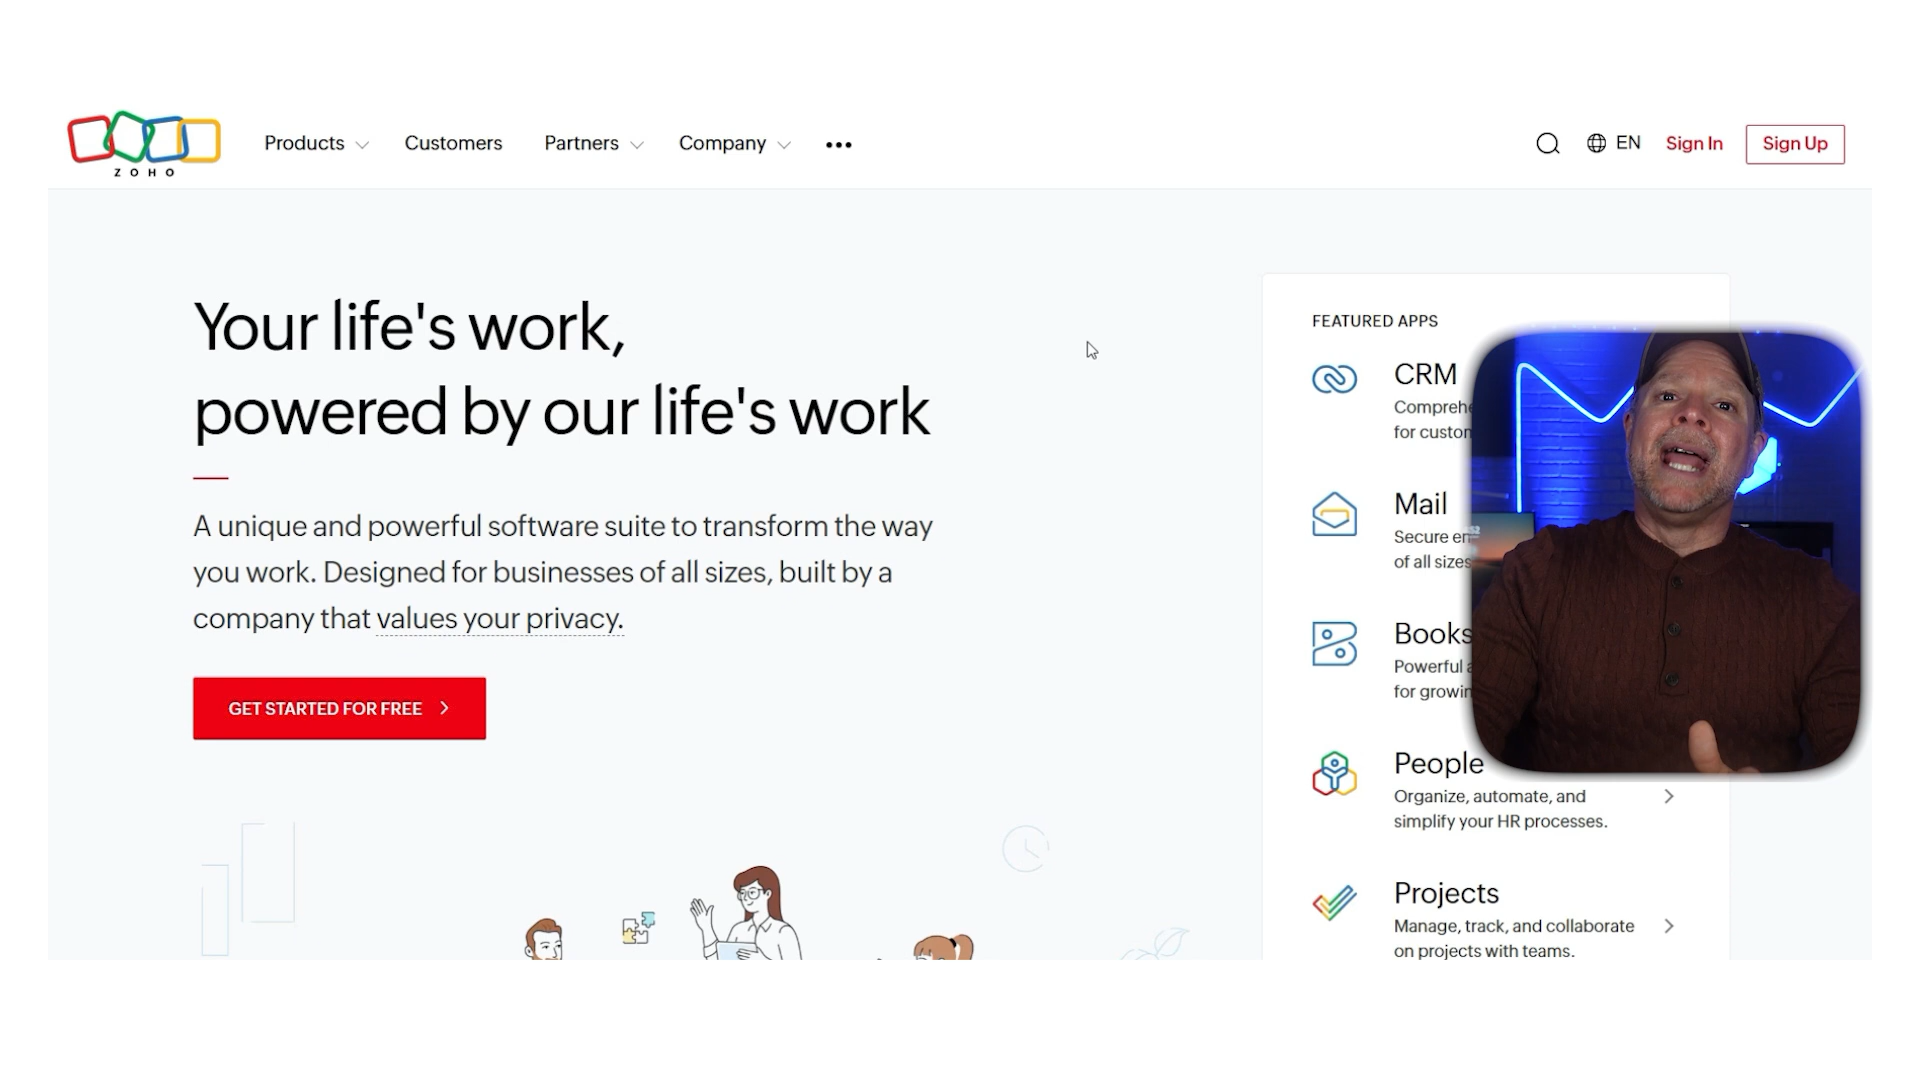 ZOHO
Products
Customers
Partners
Company
EN
Sign In
Sign Up
Your life's work,
powered by our life's work
A unique and powerful software suite to transform the way
you work. Designed for businesses of all sizes, built by a
company that values your privacy.
GET STARTED FOR FREE
FEATURED APPS
CRM
for
Mail
Secure
of all sizes
Books
Powerful
for
People
Organize, automate, and
simplify your HR processes.
Projects
Manage, track, and collaborate
on projects with teams.